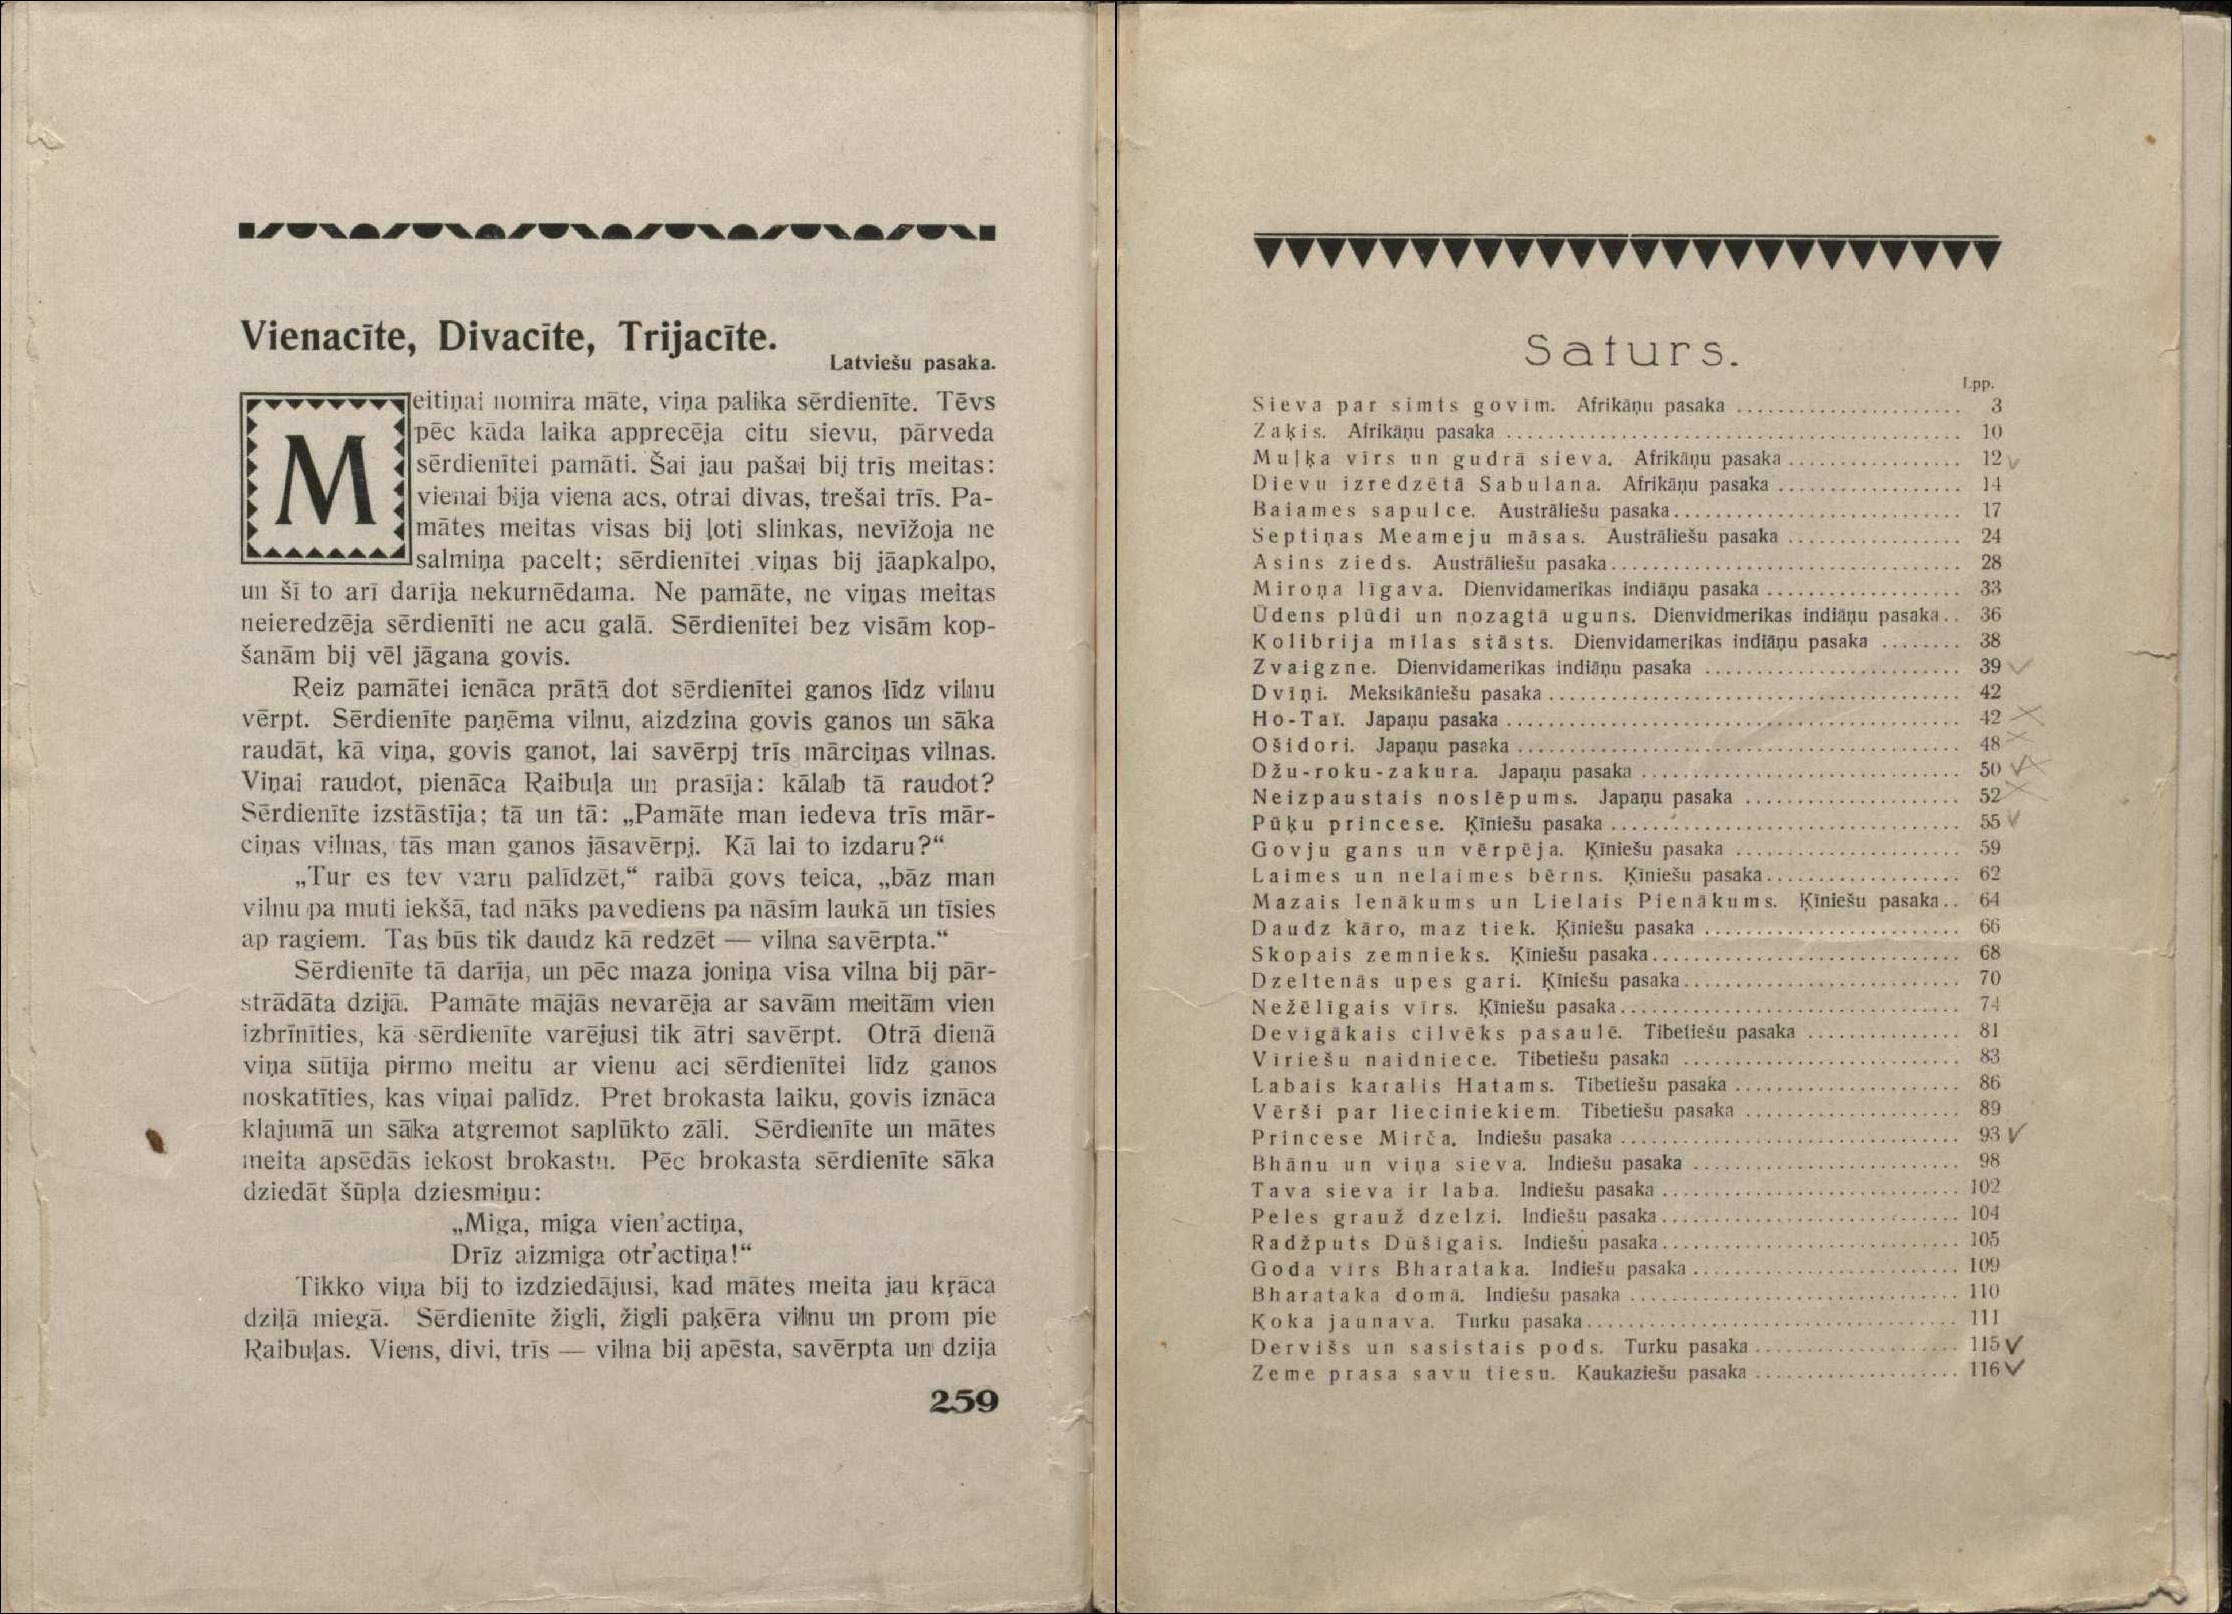 Vienacīte, Divacīte, Trijacīte.
Latviešu pasaka.
Meitiņai nomira māte, viņa palika sērdienīte. Tēvs
pēc kāda laika apprecēja citu sievu, pārveda
sērdienītei pamāti. Šai jau pašai bij trīs meitas:
vienai bija viena acs, otrai divas, trešai trīs. Pa-
mātes meitas visas bij ļoti slinkas, nevīžoja ne
salmiņa pacelt; sērdienītei viņas bij jāapkalpo,
un šī to arī darīja nekurnēdama. Ne pamāte, ne viņas meitas
neieredzēja sērdienīti ne acu galā. Sērdienītei bez visām kop-
šanām bij vēl jāgana govis.
Reiz pamātei ienāca prātā dot sērdienītei ganos līdz vilnu
vērpt. Sērdienīte paņēma vilnu, aizdzina govis ganos un sāka
raudāt, kā viņa, govis ganot, lai savērpj trīs mārciņas vilnas.
Viņai raudot, pienāca Raibuļa un prasīja: kālab tā raudot?
Sērdienīte izstāstīja; tā un tā: „Pamāte man iedeva trīs mār-
ciņas vilnas, tās man ganos jāsavērpj. Kā lai to izdaru?“
„Tur es tev varu palīdzēt,“ raibā govs teica, „bāz man
vilnu pa muti iekšā, tad nāks pavediens pa nāsīm laukā un tīsies
ap ragiem. Tas būs tik daudz kā redzēt — vilna savērpta.“
Sērdienīte tā darīja, un pēc maza joniņa visa vilna bij pār-
strādāta dzijā. Pamāte mājās nevarēja ar savām meitām vien
izbrīnīties, kā sērdienīte varējusi tik ātri savērpt. Otrā dienā
viņa sūtīja pirmo meitu ar vienu aci sērdienītei līdz ganos
noskatīties, kas viņai palīdz. Pret brokasta laiku, govis iznāca
klajumā un sāka atgremot saplūkto zāli. Sērdienīte un mātes
meita apsēdās iekost brokastu. Pēc brokasta sērdienīte sāka
dziedāt šūpļa dziesmiņu:
„Miga, miga vien'actiņa,
Drīz aizmiga otr'actiņa!“
Tikko viņa bij to izdziedājusi, kad mātes meita jau krāca
dziļā miegā. Sērdienīte žigli, žigli paķēra vilnu un prom pie
Raibuļas. Viens, divi, trīs — vilna bij apēsta, savērpta un dzija
259
Saturs.
Lpp.
Sieva par simts govīm. Afrikāņu pasaka ...................... 3
Zaķis. Afrikāņu pasaka ............................................ 10
Muļķa vīrs un gudrā sieva. Afrikāņu pasaka ................. 12
Dievu izredzētā Sabulana. Afrikāņu pasaka .................. 14
Baiames sapulce. Austrāliešu pasaka............................ 17
Septiņas Meameju māsas. Austrāliešu pasaka ................. 24
Asins zieds. Austrāliešu pasaka.................................. 28
Miroņa līgava. Dienvidamerikas indiāņu pasaka ................... 33
Ūdens plūdi un nozagtā uguns. Dienvidmerikas indiāņu pasaka.. 36
Kolibrija mīlas stāsts. Dienvidamerikas indiāņu pasaka ........ 38
Zvaigzne. Dienvidamerikas indiāņu pasaka ......................... 39
Dvīņi. Meksikāniešu pasaka ........................................ 42
Ho-Taï. Japaņu pasaka ............................................ 42
Ošidori. Japaņu pasaka ........................................... 48
Džu-roku-zakura. Japaņu pasaka ............................... 50
Neizpaustais noslēpums. Japaņu pasaka ..................... 52
Pūķu princese. Ķīniešu pasaka .................................. 55
Govju gans un vērpēja. Ķīniešu pasaka ...................... 59
Laimes un nelaimes bērns. Ķīniešu pasaka................... 62
Mazais Ienākums un Lielais Pienākums. Ķīniešu pasaka.. 64
Daudz kāro, maz tiek. Ķīniešu pasaka ......................... 66
Skopais zemnieks. Ķīniešu pasaka.............................. 68
Dzeltenās upes gari. Ķīniešu pasaka........................... 70
Nežēlīgais vīrs. Ķīniešu pasaka................................. 74
Devīgākais cilvēks pasaulē. Tibetiešu pasaka ............... 81
Vīriešu naidniece. Tibetiešu pasaka ........................... 83
Labais karalis Hatams. Tibetiešu pasaka ...................... 86
Vērši par lieciniekiem. Tibetiešu pasaka ..................... 89
Princese Mirča. Indiešu pasaka ................................. 93
Bhānu un viņa sieva. Indiešu pasaka .......................... 98
Tava sieva ir laba. Indiešu pasaka ............................. 102
Peles grauž dzelzi. Indiešu pasaka............................. 104
Radžputs Dūšīgais. Indiešu pasaka............................. 105
Goda vīrs Bharataka. Indiešu pasaka .......................... 109
Bharataka domā. Indiešu pasaka ................................ 110
Koka jaunava. Turku pasaka.................................... 111
Dervišs un sasistais pods. Turku pasaka .................... 115
Zeme prasa savu tiesu. Kaukaziešu pasaka .................... 116